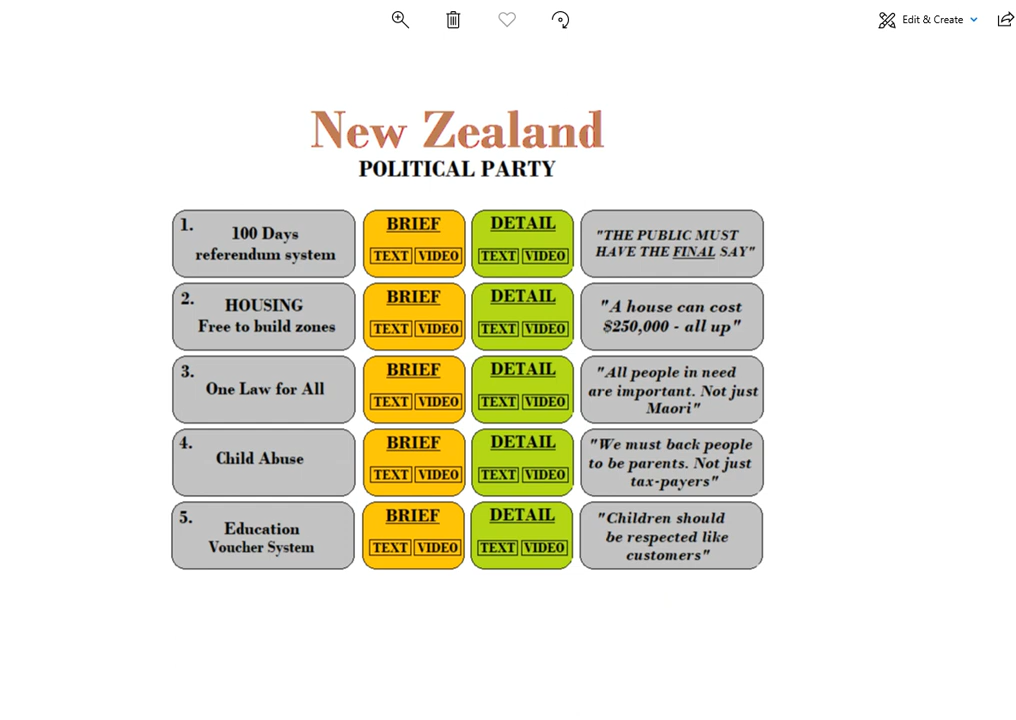 Edit & Create
New Zealand
POLITICAL PARTY
1.
100 Days
referendum system
BRIEF
TEXT VIDEO
DETAIL
TEXT VIDEO
"THE PUBLIC MUST
HAVE THE FINAL SAY"
2.
HOUSING
Free to build zones
BRIEF
TEXT VIDEO
DETAIL
TEXT VIDEO
"A house can cost
$250,000 - all up"
3.
One Law for All
BRIEF
TEXT VIDEO
DETAIL
TEXT VIDEO
"All people in need
are important. Not just
Maori"
4.
Child Abuse
BRIEF
TEXT VIDEO
DETAIL
TEXT VIDEO
"We must back people
to be parents. Not just
tax-payers"
5.
Education
Voucher System
BRIEF
TEXT VIDEO
DETAIL
TEXT VIDEO
"Children should
be respected like
customers"